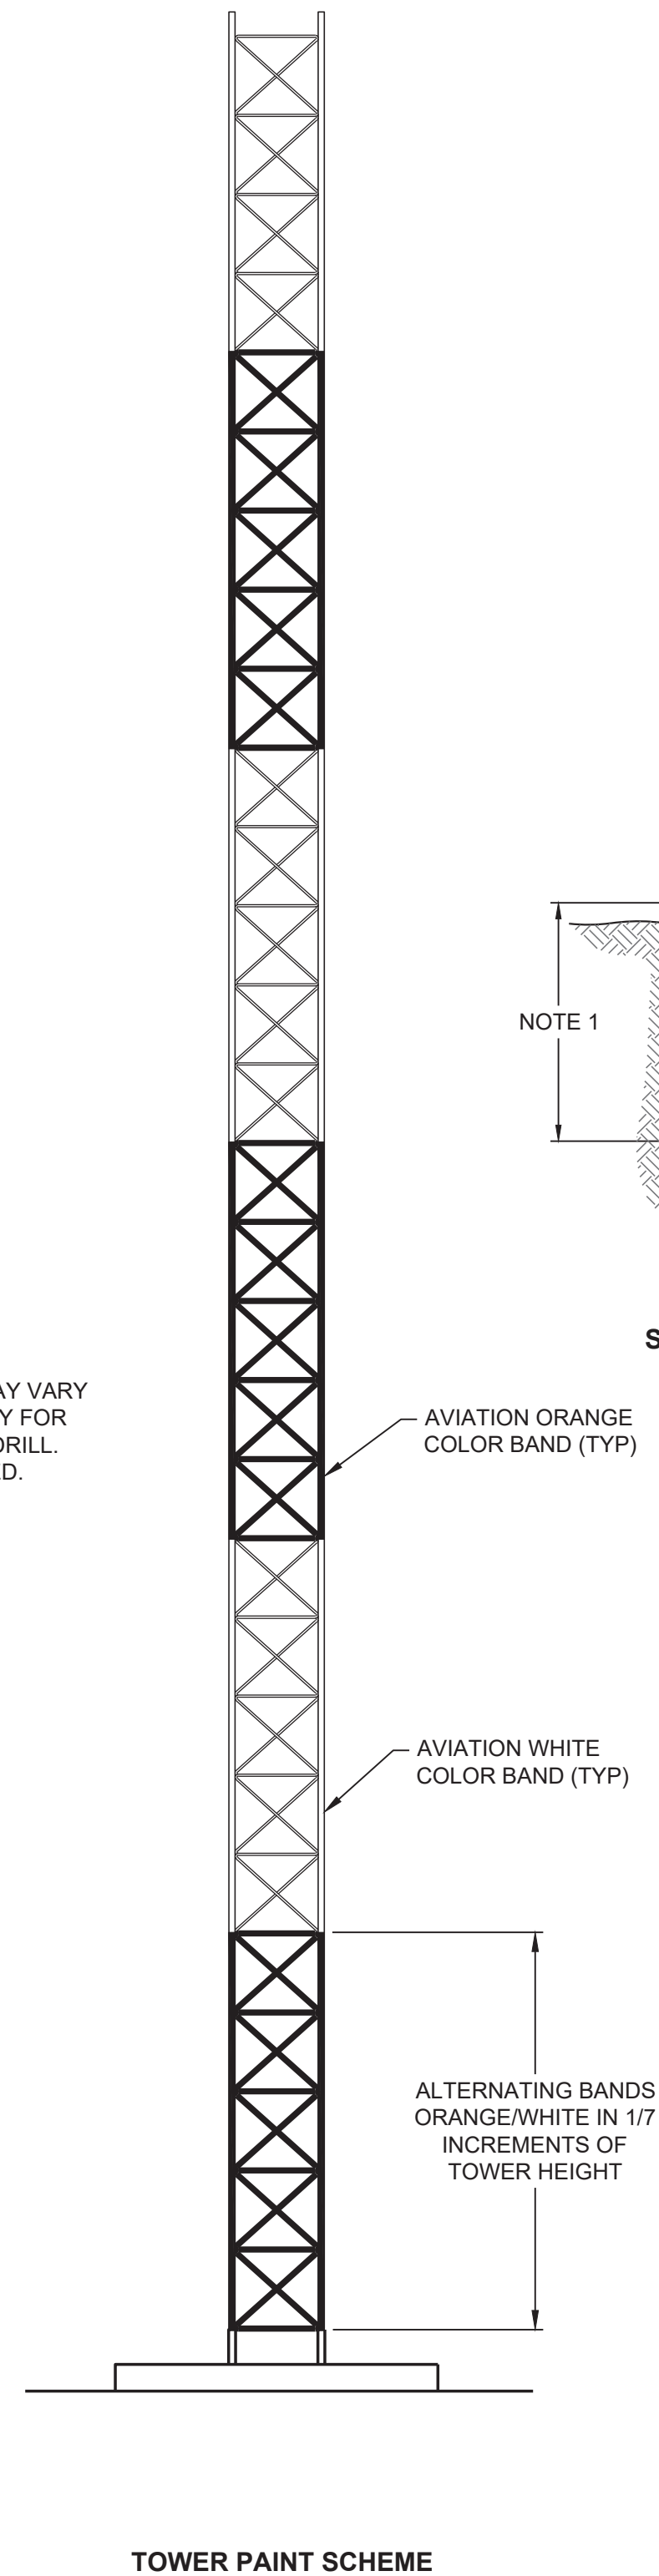 NOTE 1
S
AY VARY
Y FOR
DRILL.
ED.
AVIATION ORANGE
COLOR BAND (TYP)
AVIATION WHITE
COLOR BAND (TYP)
ALTERNATING BANDS
ORANGE/WHITE IN 1/7
INCREMENTS OF
TOWER HEIGHT
TOWER PAINT SCHEME